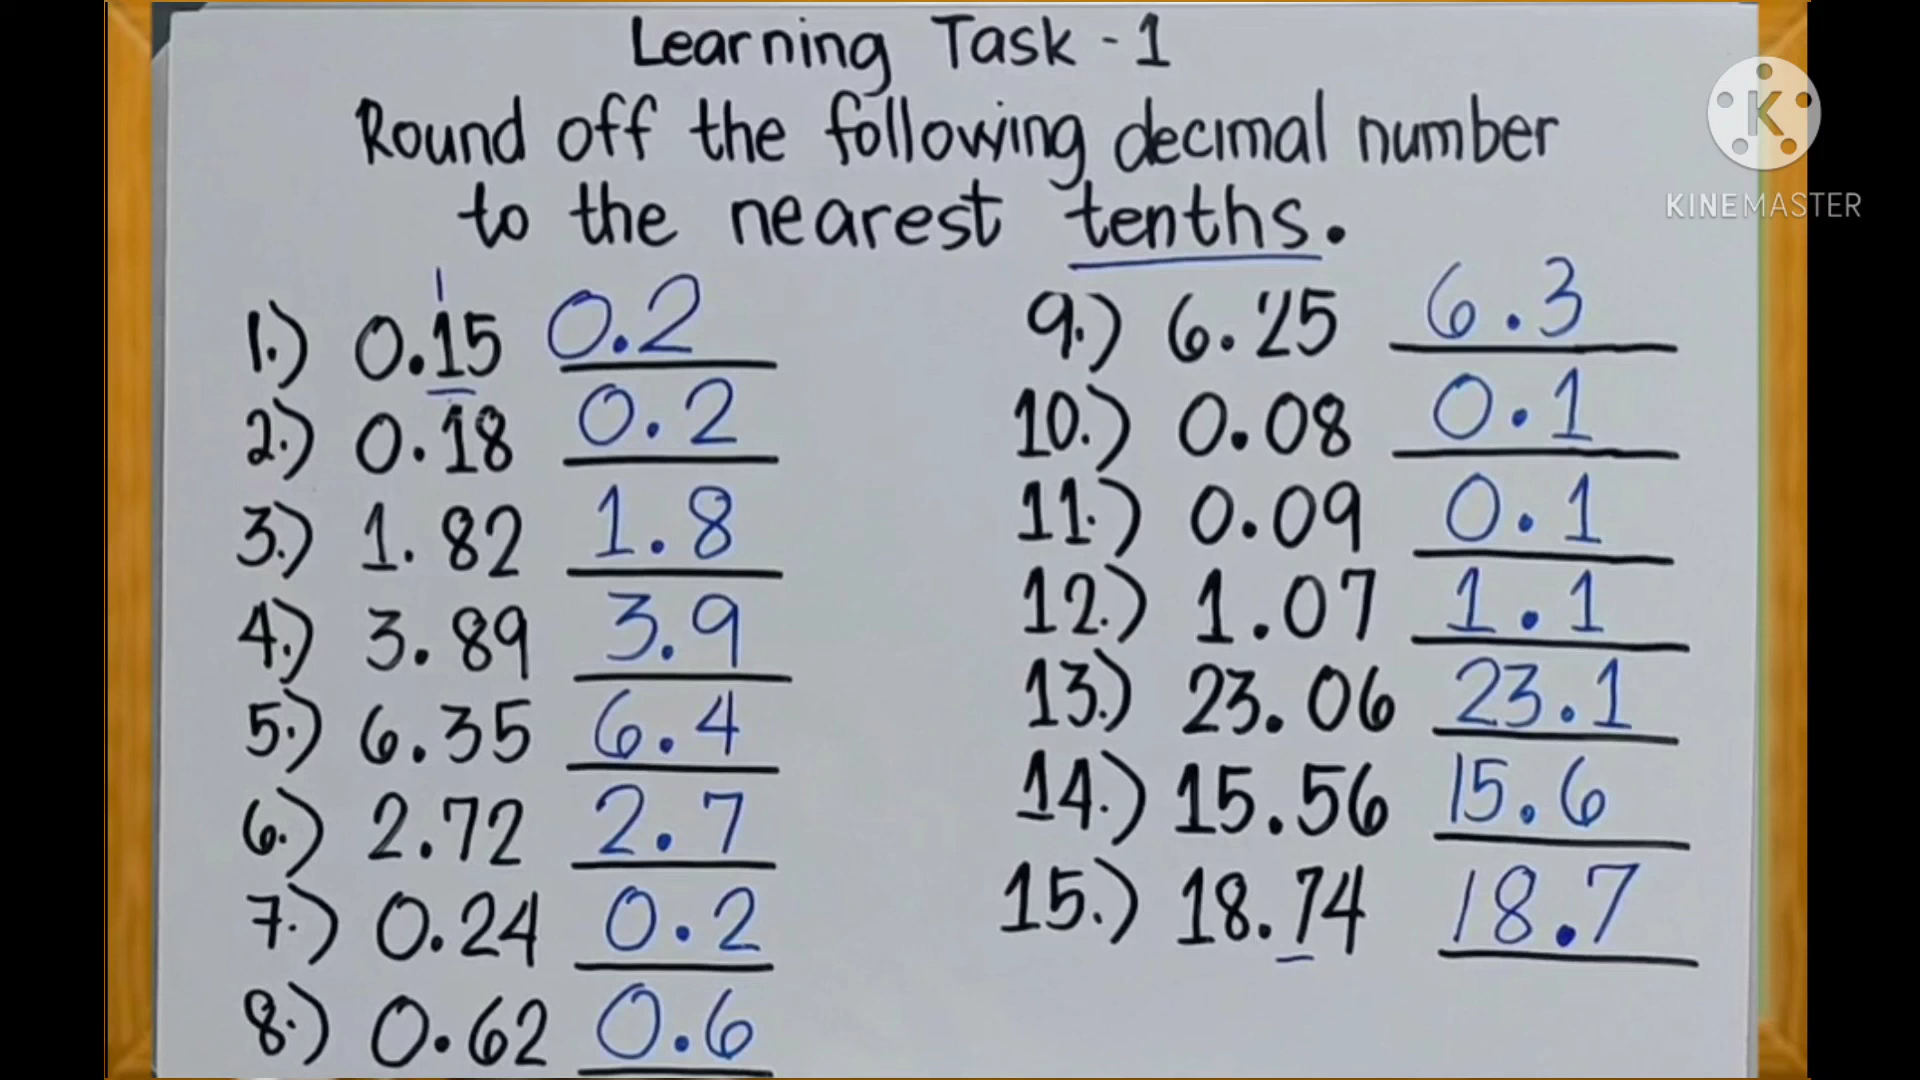 Learning Task - 1
Round off the following decimal number
to the nearest tenths.
1.) 0.15 0.2
2.) 0.18 0.2
3.) 1.82 1.8
4.) 3.89 3.9
5.) 6.35 6.4
6.) 2.72 2.7
7.) 0.24 0.2
8.) 0.62 0.6
9.) 6.25 6.3
10.) 0.08 0.1
11.) 0.09 0.1
12.) 1.07 1.1
13.) 23.06 23.1
14.) 15.56 15.6
15.) 18.74 18.7
K
KINEMASTER